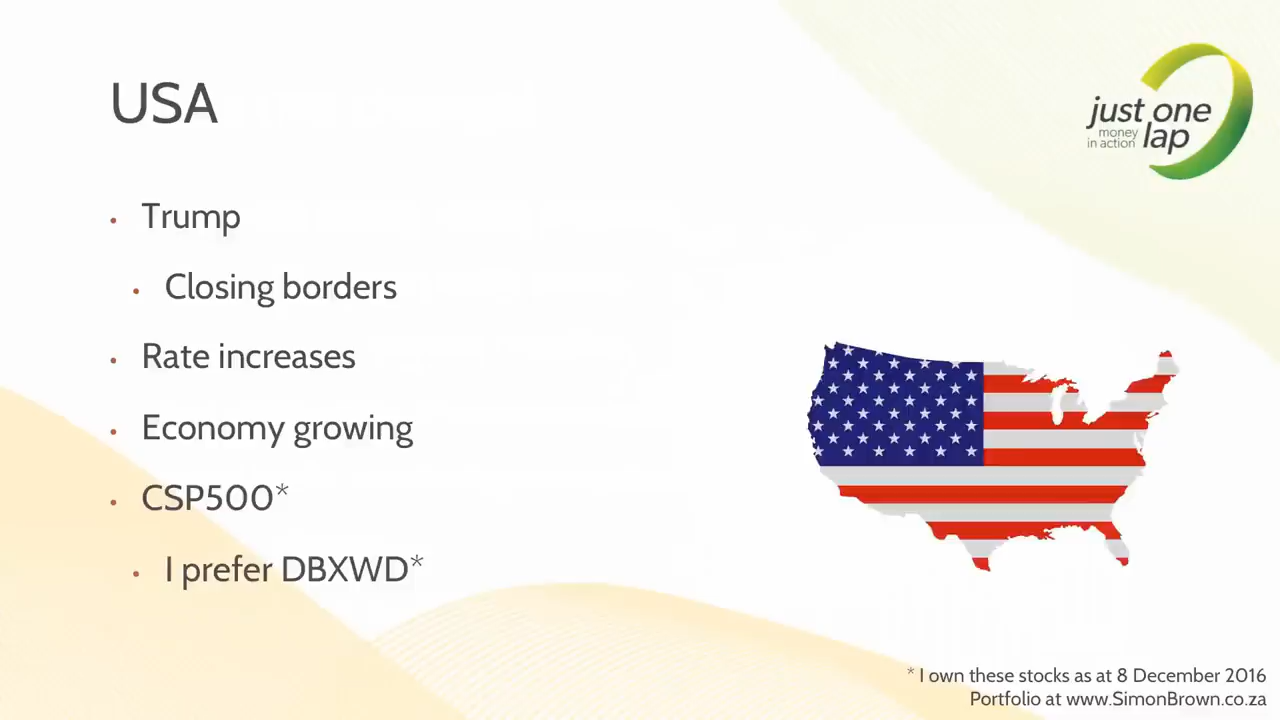 USA
just one
money
in action
lap
• Trump
• Closing borders
• Rate increases
• Economy growing
• CSP500*
• I prefer DBXWD*
* I own these stocks as at 8 December 2016
Portfolio at www.SimonBrown.co.za